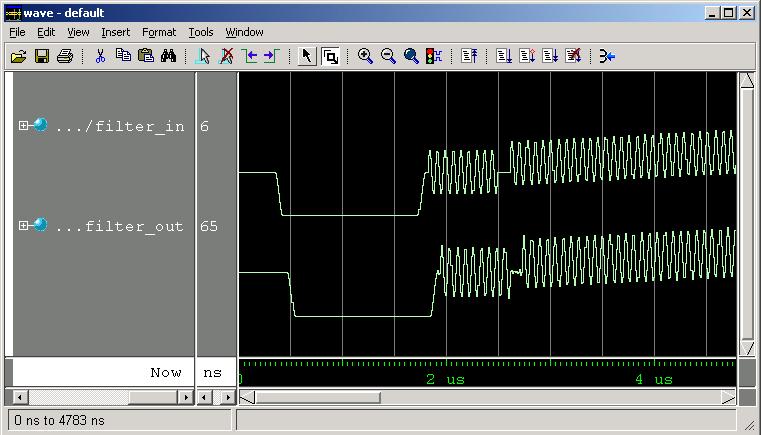 wave - default
File Edit View Insert Format Tools Window
.../filter_in 6
...filter_out 65
Now ns
0 2 us 4 us
0 ns to 4783 ns